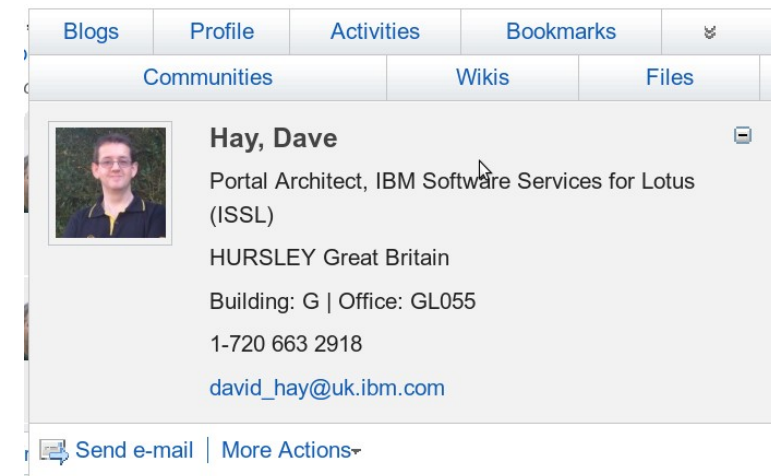 Blogs Profile Activities Bookmarks
Communities Wikis Files
Hay, Dave
Portal Architect, IBM Software Services for Lotus
(ISSL)
HURSLEY Great Britain
Building: G | Office: GL055
1-720 663 2918
david_hay@uk.ibm.com
Send e-mail | More Actions